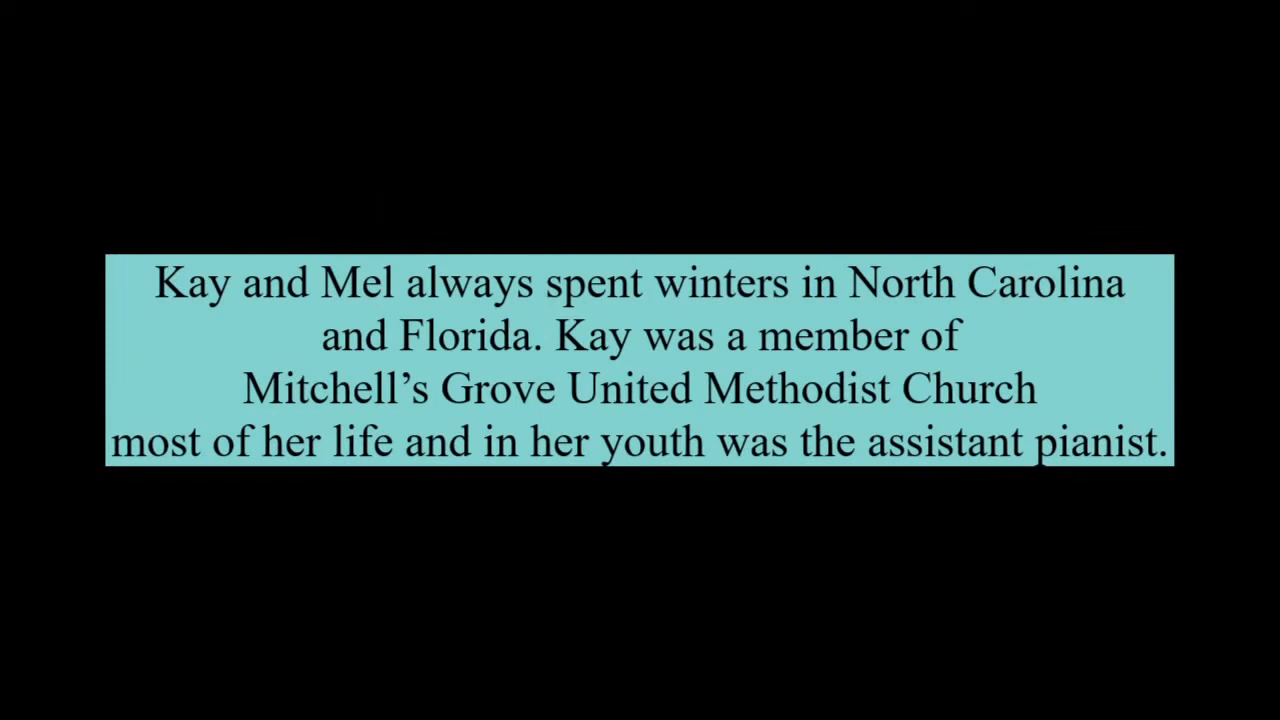 Kay and Mel always spent winters in North Carolina
and Florida. Kay was a member of
Mitchell’s Grove United Methodist Church
most of her life and in her youth was the assistant pianist.